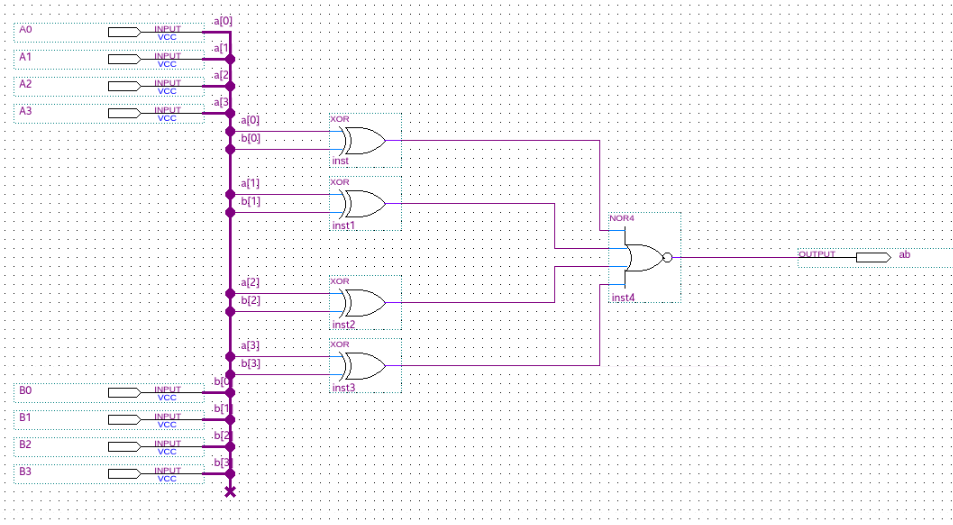 a[0]
A0 INPUT
VCC
a[1
A1 INPUT
VCC
a[2
A2 INPUT
VCC
a[3
A3 INPUT
VCC
a[0] XOR
b[0]
inst
a[1] XOR
b[1]
inst1
NOR4
OUTPUT ab
a[2] XOR
b[2]
inst4
inst2
a[3] XOR
b[3]
b[0
B0 INPUT inst3
VCC
b[1
B1 INPUT
VCC
b[2
B2 INPUT
VCC
b[3
B3 INPUT
VCC